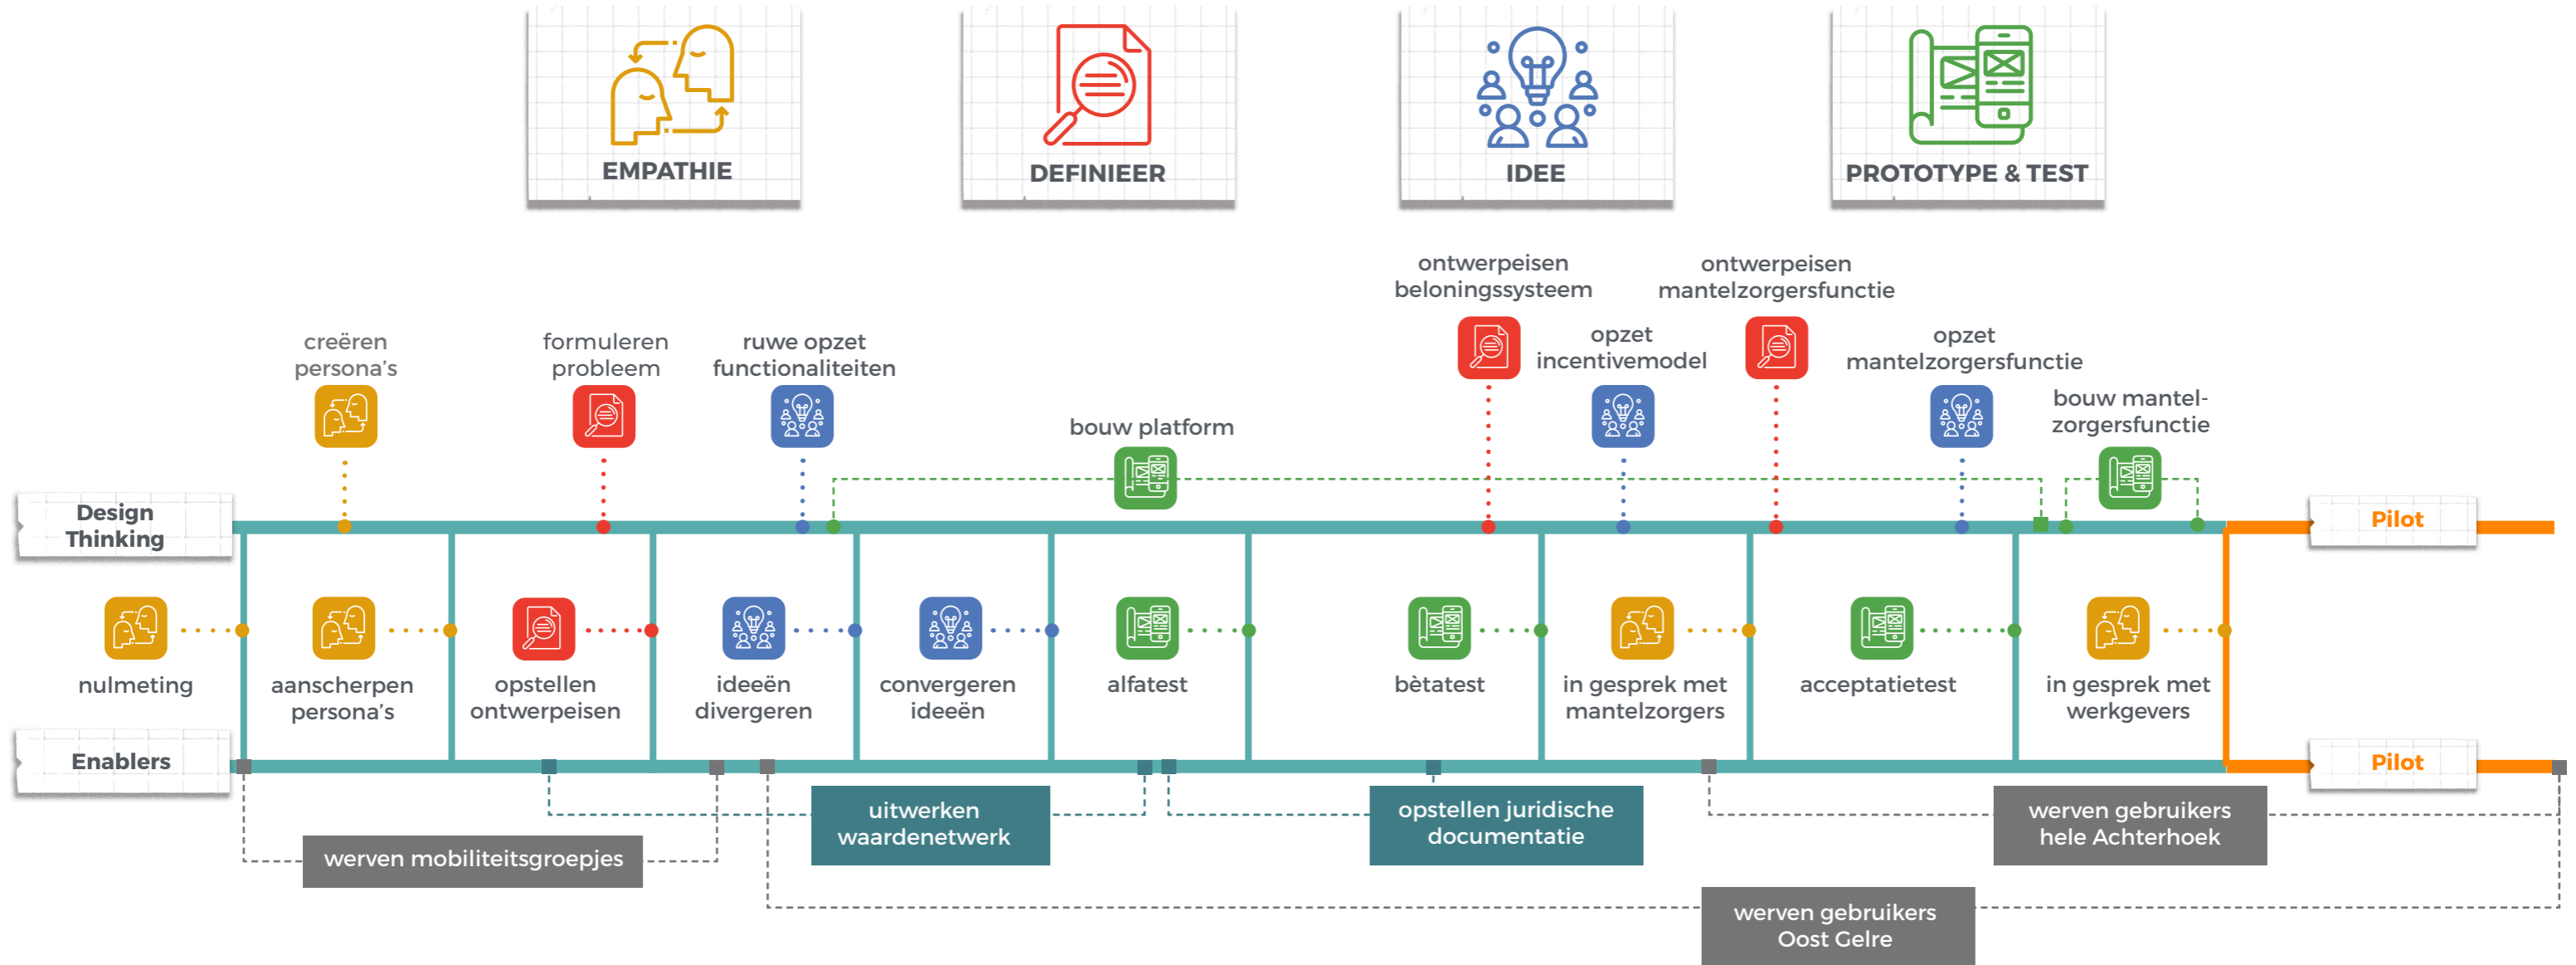 EMPATHIE
DEFINIEER
IDEE
PROTOTYPE & TEST
ontwerpeisen
beloningssysteem
ontwerpeisen
mantelzorgersfunctie
creëren
persona's
formuleren
probleem
ruwe opzet
functionaliteiten
opzet
incentivemodel
opzet
mantelzorgersfunctie
bouw platform
bouw mantel-
zorgersfunctie
Design
Thinking
Pilot
nulmeting
aanscherpen
persona's
opstellen
ontwerpeisen
ideeën
divergeren
convergeren
ideeën
alfatest
bètatest
in gesprek met
mantelzorgers
acceptatietest
in gesprek met
werkgevers
Enablers
Pilot
uitwerken
waardenetwerk
opstellen juridische
documentatie
werven gebruikers
hele Achterhoek
werven mobiliteitsgroepjes
werven gebruikers
Oost Gelre